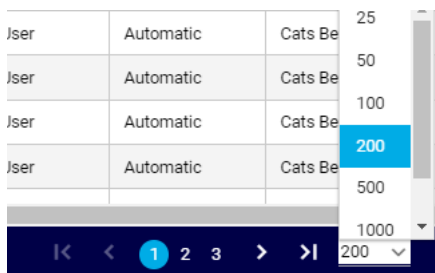 User Automatic Cats Be 25
User Automatic Cats Be 50
User Automatic Cats Be 100
User Automatic Cats Be 200
500
1000
1 2 3 200